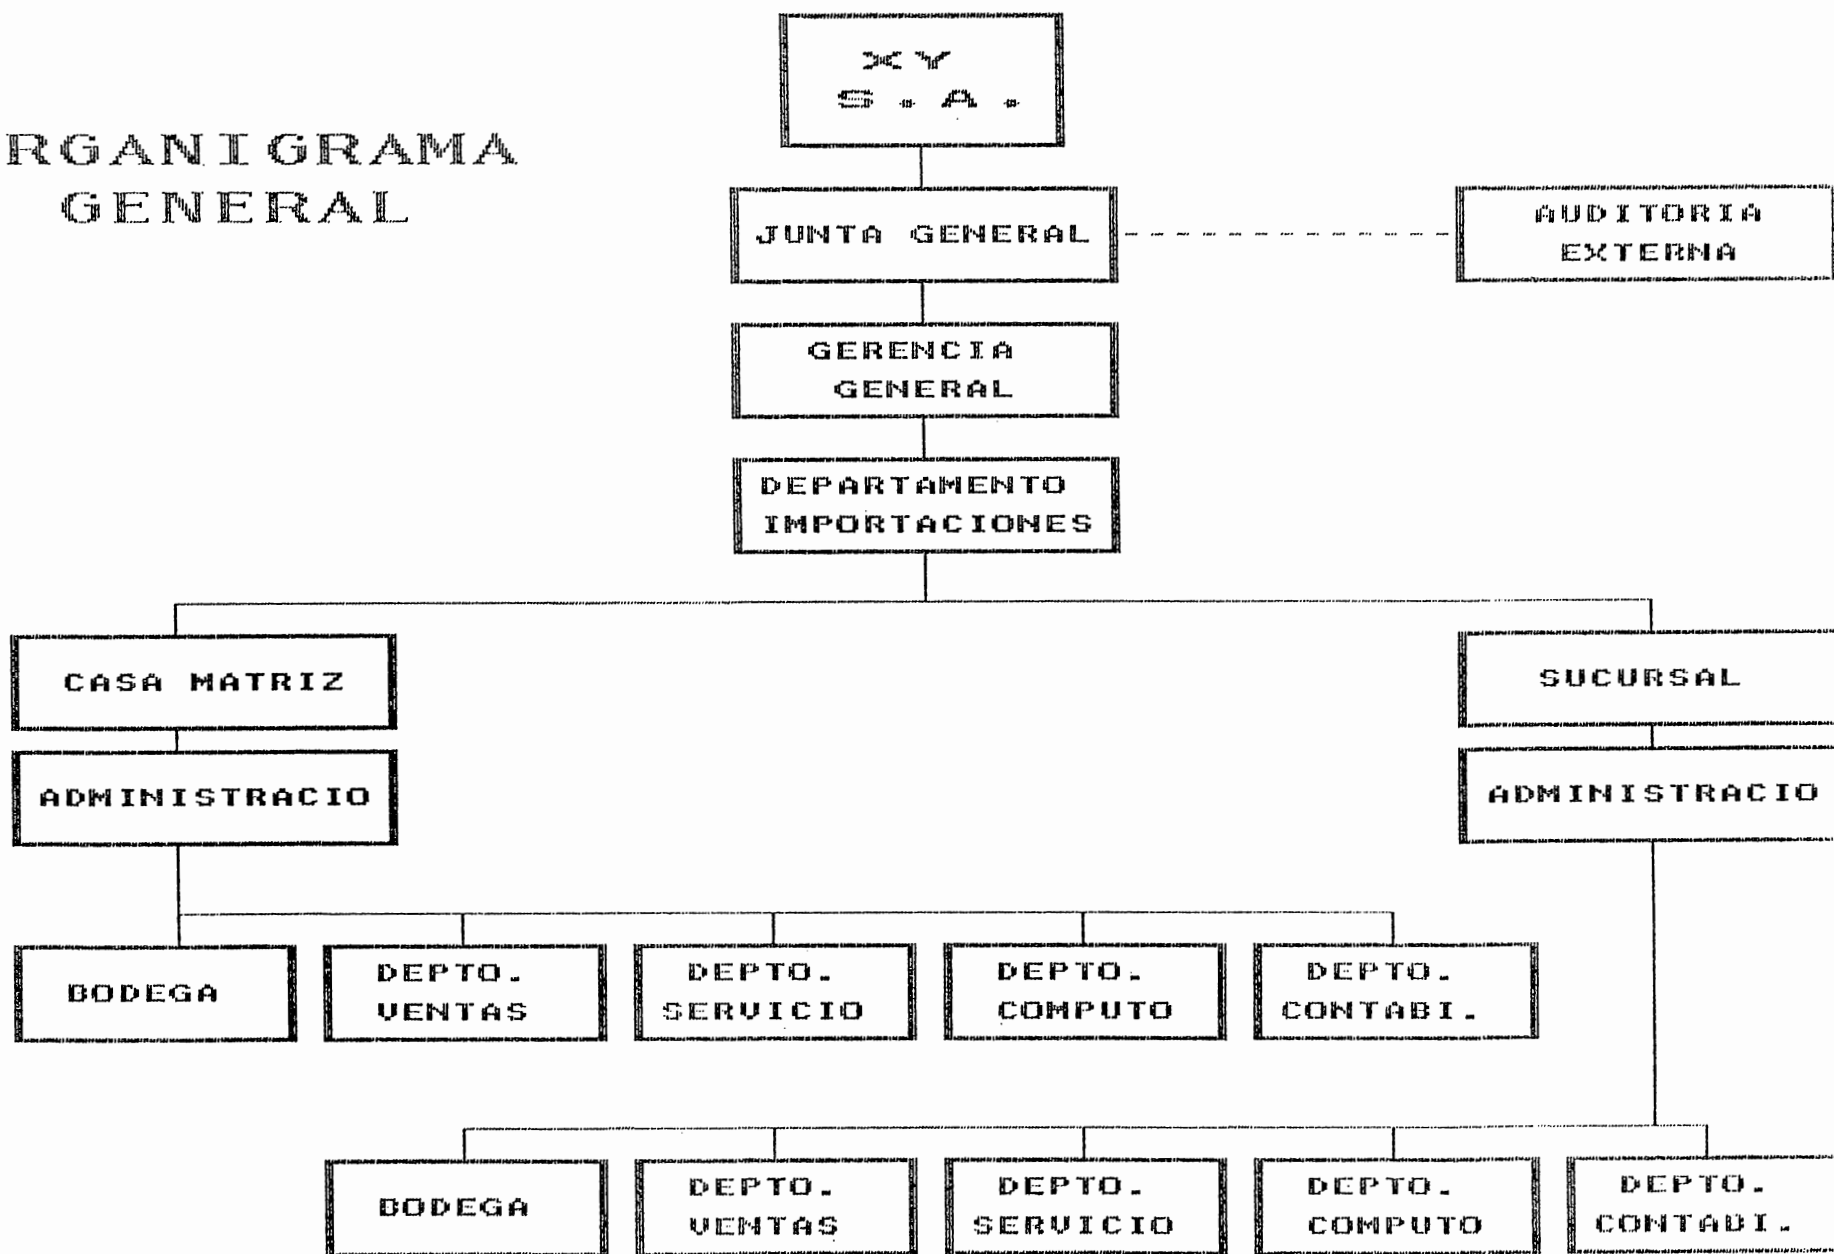 XY
S.A.
RGANIGRAMA
GENERAL
JUNTA GENERAL
AUDITORIA
EXTERNA
GERENCIA
GENERAL
DEPARTAMENTO
IMPORTACIONES
CASA MATRIZ
SUCURSAL
ADMINISTRACIO
ADMINISTRACIO
BODEGA
DEPTO.
VENTAS
DEPTO.
SERVICIO
DEPTO.
COMPUTO
DEPTO.
CONTABI.
BODEGA
DEPTO.
VENTAS
DEPTO.
SERVICIO
DEPTO.
COMPUTO
DEPTO.
CONTABI.